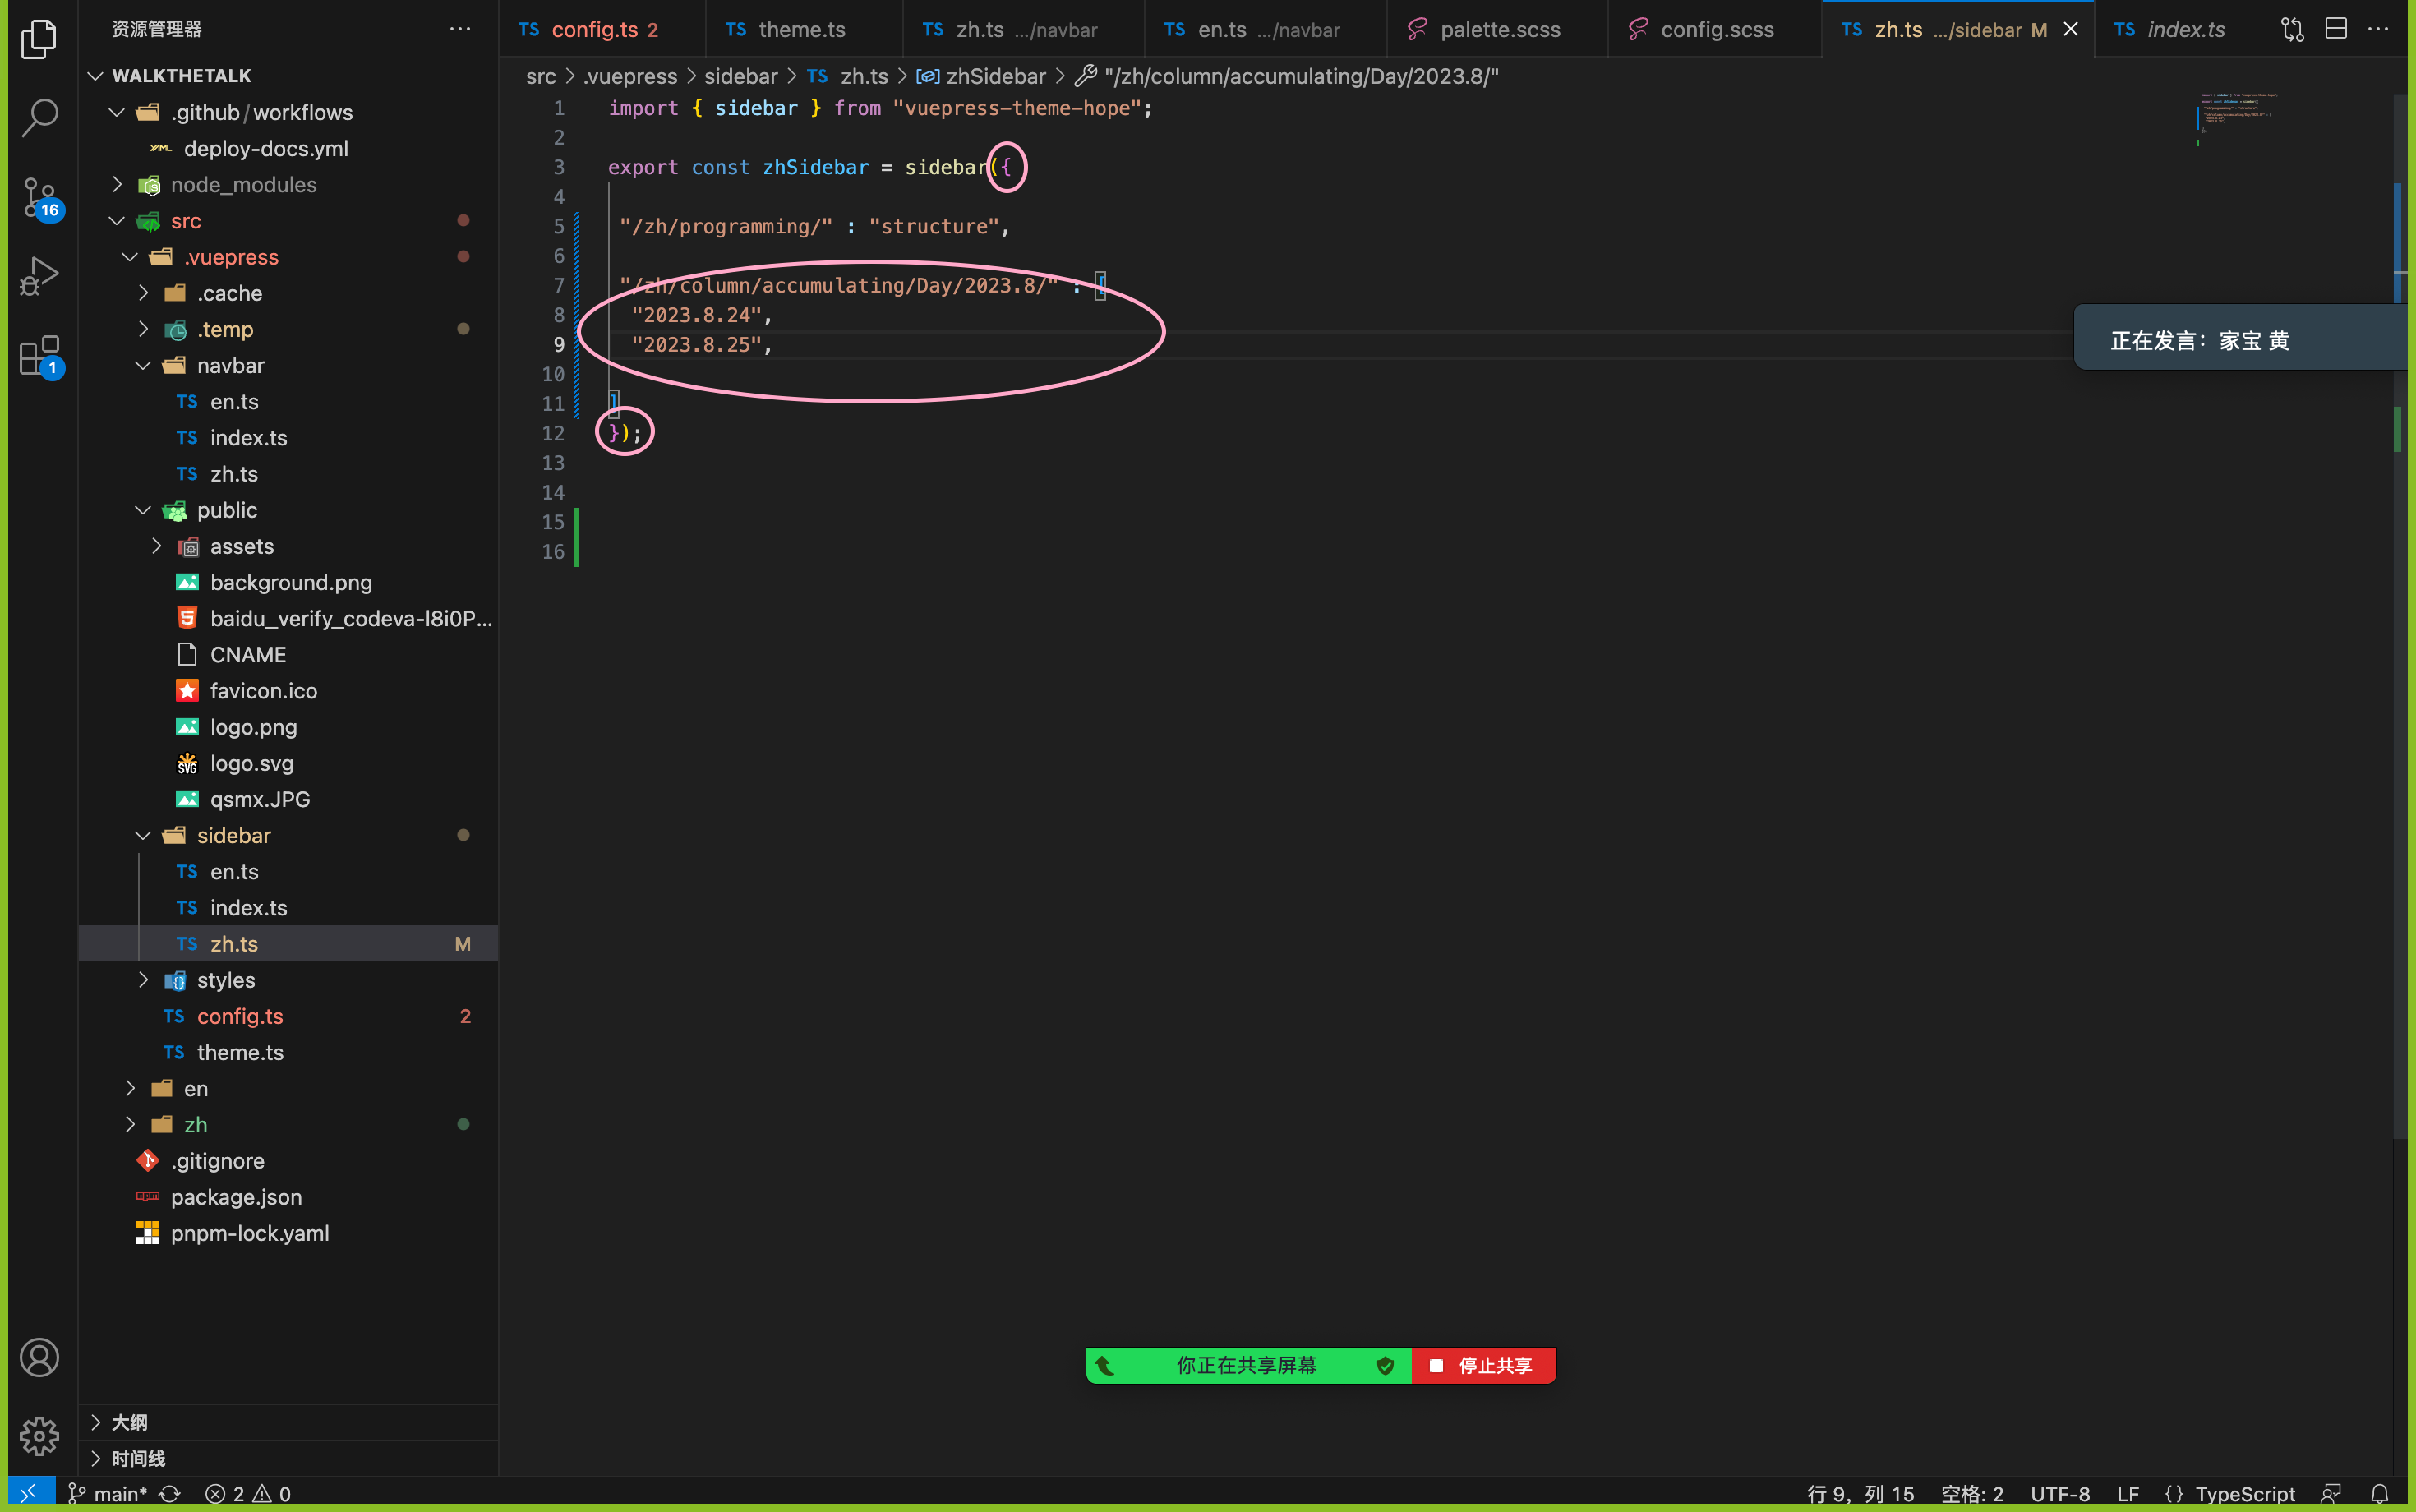 资源管理器
WALKTHETALK
.github/workflows
deploy-docs.yml
node_modules
src
.vuepress
.cache
.temp
navbar
en.ts
index.ts
zh.ts
public
assets
background.png
baidu_verify_codeva-l8i0P...
CNAME
favicon.ico
logo.png
logo.svg
qsmx.JPG
sidebar
en.ts
index.ts
zh.ts M
styles
config.ts 2
theme.ts
en
zh
.gitignore
package.json
pnpm-lock.yaml
大纲
时间线
16
1
TS config.ts 2
TS theme.ts
TS zh.ts .../navbar
TS en.ts .../navbar
palette.scss
config.scss
TS zh.ts .../sidebar M
TS index.ts
src > .vuepress > sidebar > TS zh.ts > zhSidebar > "/zh/column/accumulating/Day/2023.8/"
1 import { sidebar } from "vuepress-theme-hope";
2
3 export const zhSidebar = sidebar({
4
5 "/zh/programming/" : "structure",
6
7 "/zh/column/accumulating/Day/2023.8/" : [
8 "2023.8.24",
9 "2023.8.25",
10
11 ]
12 });
13
14
15
16
正在发言：家宝 黄
你正在共享屏幕
停止共享
main* 2 0
行 9，列 15 空格: 2 UTF-8 LF {} TypeScript